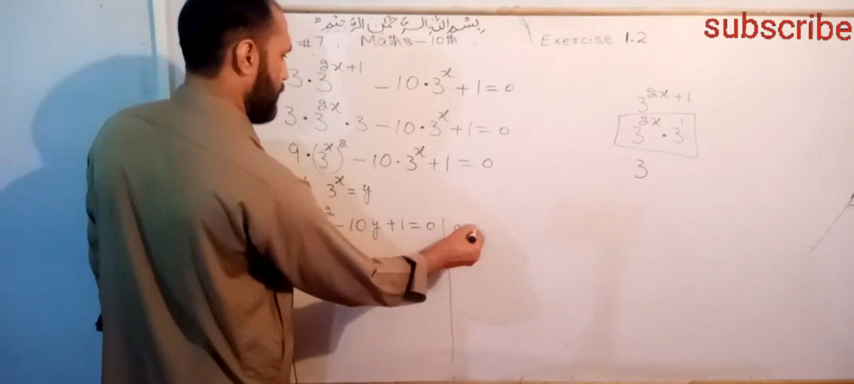 بسم الله الرحمن الرحيم
subscribe
#7 Maths-10th Exercise 1.2
3·3^{2x+1} - 10·3^x + 1 = 0
3·3^{2x}·3 - 10·3^x + 1 = 0
9·(3^x)^2 - 10·3^x + 1 = 0
3^x = y
2 - 10y + 1 = 0
3^{2x+1}
3^{2x}·3^1
3